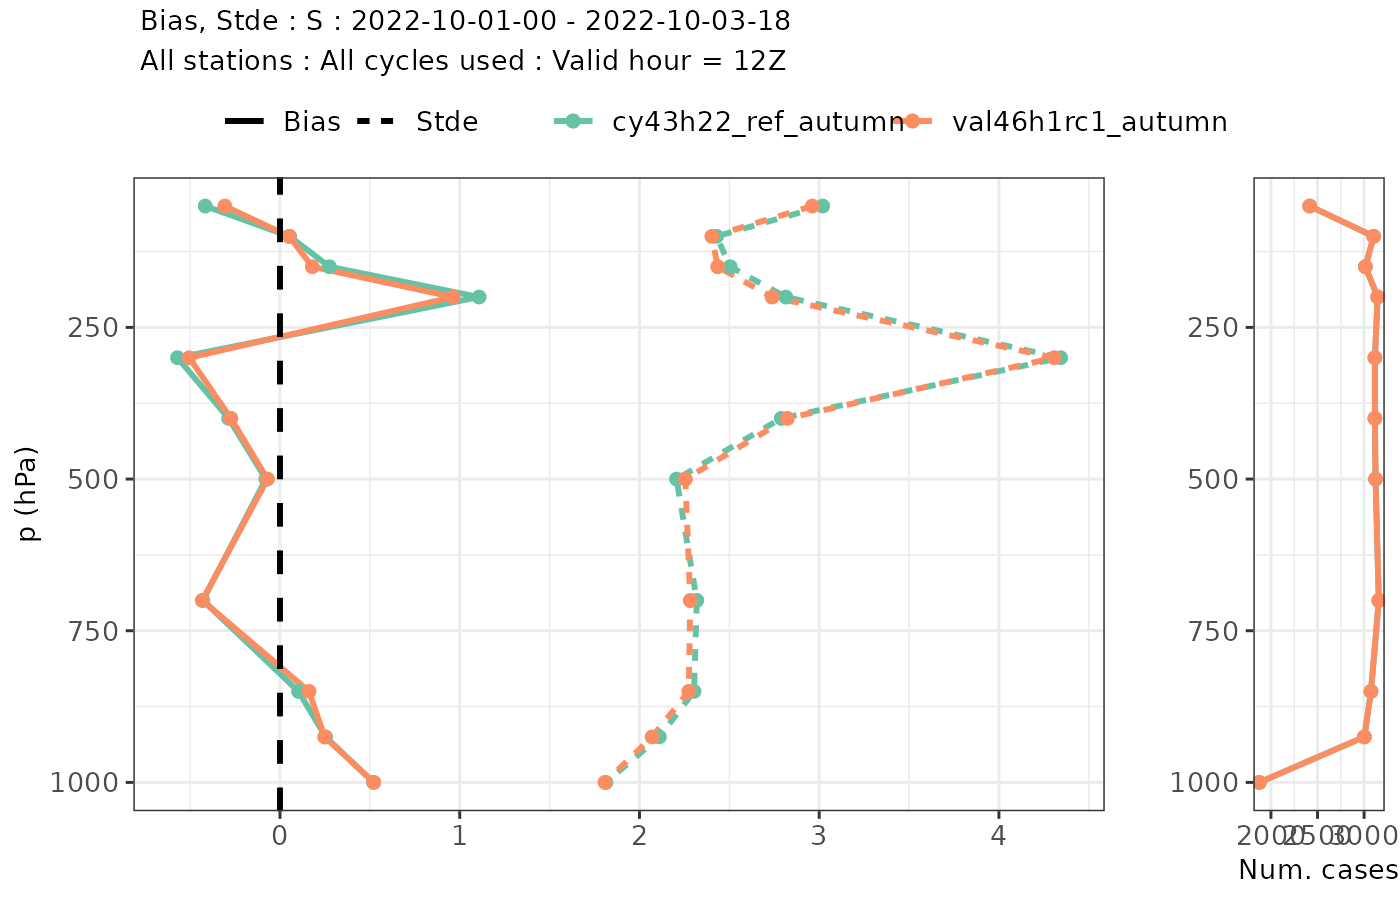 Bias, Stde : S : 2022-10-01-00 - 2022-10-03-18
All stations : All cycles used : Valid hour = 12Z
Bias Stde cy43h22_ref_autumn val46h1rc1_autumn
p (hPa)
250
500
750
1000
0 1 2 3 4
250
500
750
1000
2000 2500 3000
Num. cases